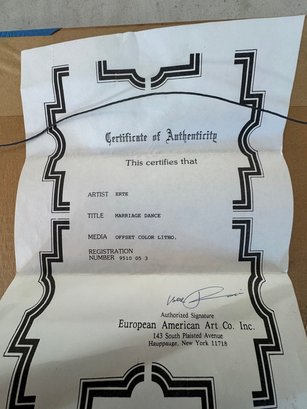 Certificate of Authenticity
This certifies that
ARTIST ERTE
TITLE MARRIAGE DANCE
MEDIA OFFSET COLOR LITHO.
REGISTRATION
NUMBER 9510 05 3
Authorized Signature
European American Art Co. Inc.
143 South Plaisted Avenue
Hauppauge, New York 11718